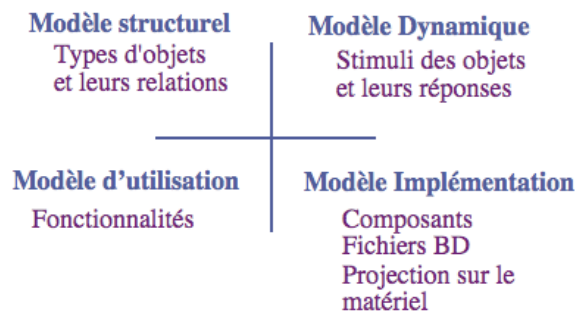 Modèle structurel
Types d'objets
et leurs relations
Modèle Dynamique
Stimuli des objets
et leurs réponses
Modèle d’utilisation
Fonctionnalités
Modèle Implémentation
Composants
Fichiers BD
Projection sur le
matériel